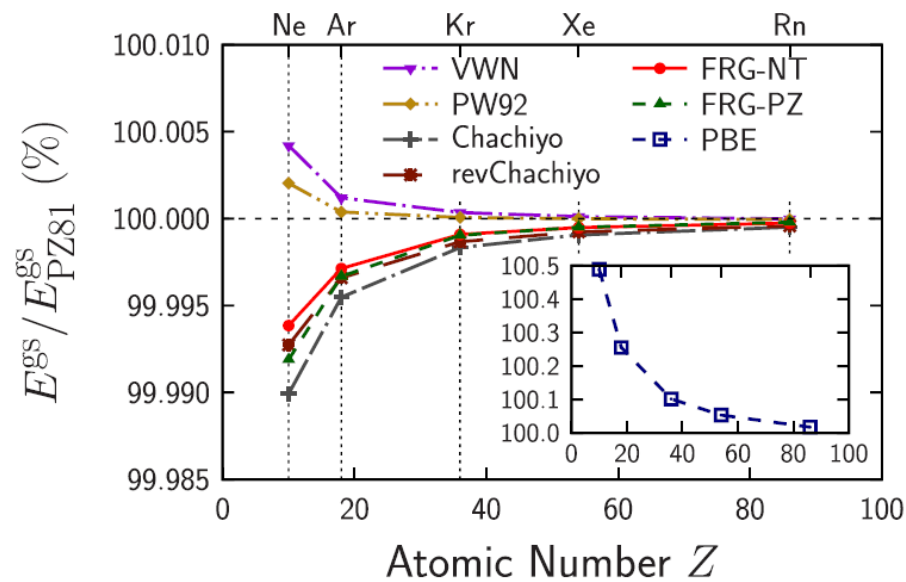 Ne Ar Kr Xe Rn
100.010
100.005
100.000
99.995
99.990
99.985
E^gs/E^gs_PZ81 (%)
VWN
PW92
Chachiyo
revChachiyo
FRG-NT
FRG-PZ
PBE
100.5
100.4
100.3
100.2
100.1
100.0
0 20 40 60 80 100
0 20 40 60 80 100
Atomic Number Z